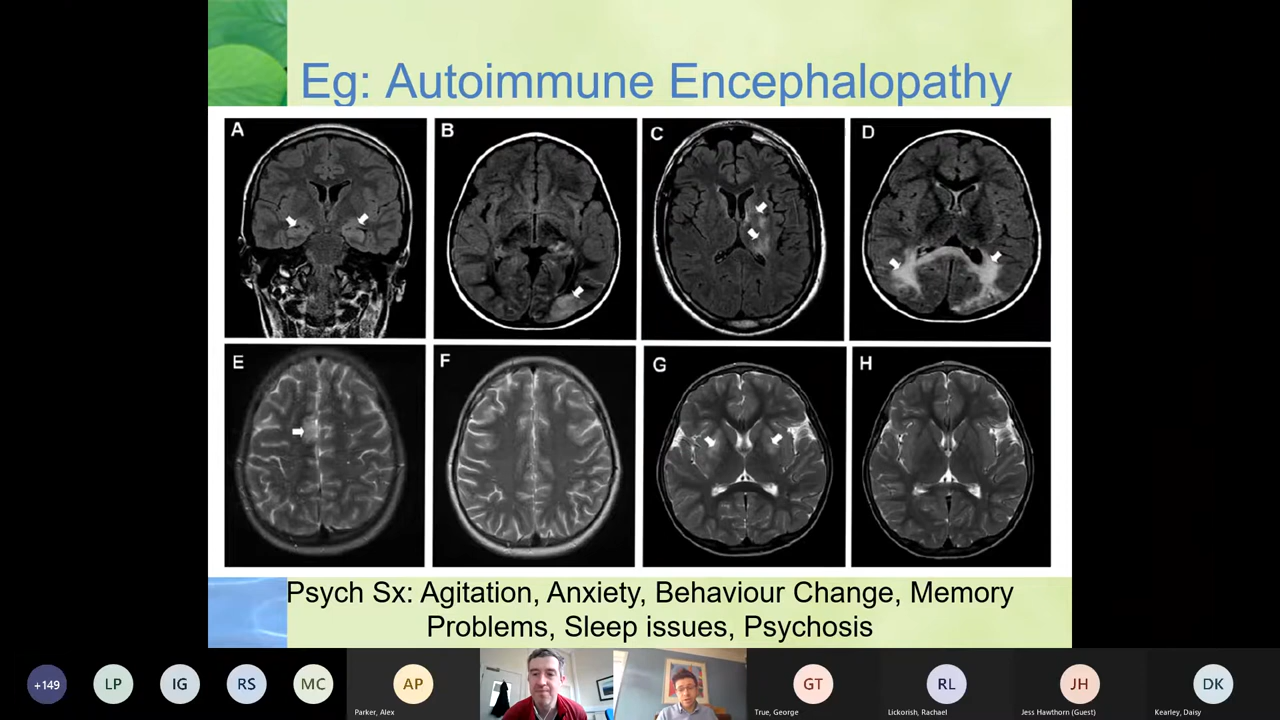 Eg: Autoimmune Encephalopathy
A
B
C
D
E
F
G
H
Psych Sx: Agitation, Anxiety, Behaviour Change, Memory
Problems, Sleep issues, Psychosis
+149
LP
IG
RS
MC
AP
GT
RL
JH
DK
Parker, Alex
True, George
Lickorish, Rachael
Jess Hawthorn (Guest)
Kearley, Daisy